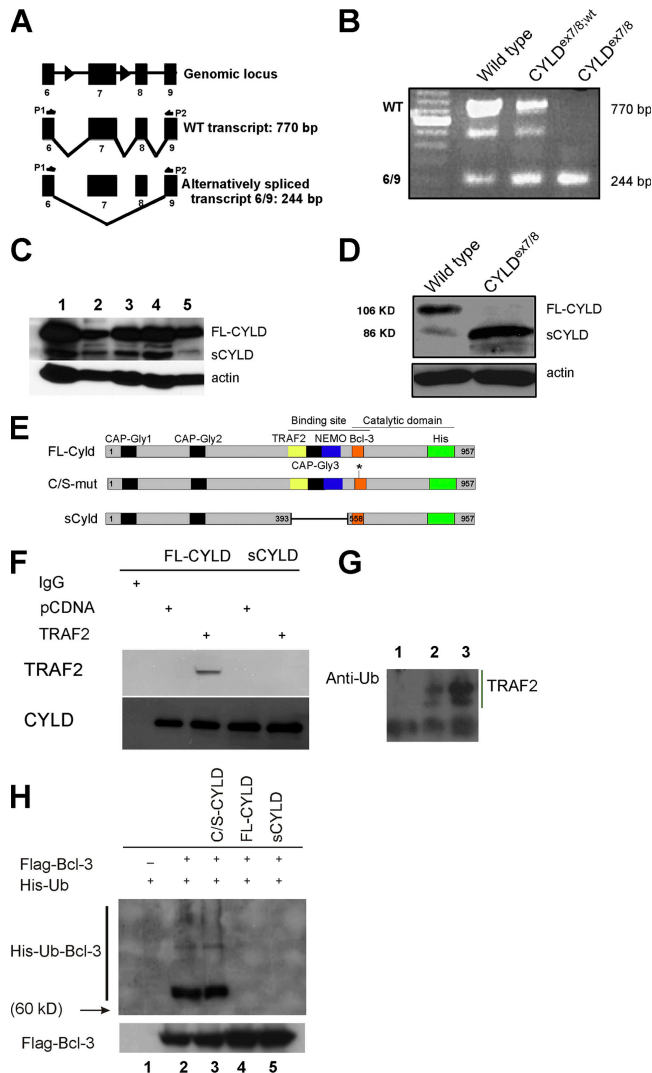 A
6 7 8 9
Genomic locus
P1 P2
WT transcript: 770 bp
6 7 8 9
P1 P2
Alternatively spliced
transcript 6/9: 244 bp
6 7 8 9
B
Wild type
CYLDex7/8;wt
CYLDex7/8
WT
770 bp
6/9
244 bp
C
1 2 3 4 5
FL-CYLD
sCYLD
actin
D
Wild type
CYLDex7/8
106 KD
FL-CYLD
86 KD
sCYLD
actin
E
Binding site Catalytic domain
CAP-Gly1 CAP-Gly2 TRAF2 NEMO Bcl-3 His
FL-Cyld 1 957
CAP-Gly3 *
C/S-mut 1 957
sCyld 1 393 558 957
F
FL-CYLD sCYLD
IgG +
pCDNA + +
TRAF2 + +
TRAF2
CYLD
G
1 2 3
Anti-Ub
TRAF2
H
C/S-CYLD
FL-CYLD
sCYLD
Flag-Bcl-3 – + + + +
His-Ub + + + + +
His-Ub-Bcl-3
(60 kD)
Flag-Bcl-3
1 2 3 4 5